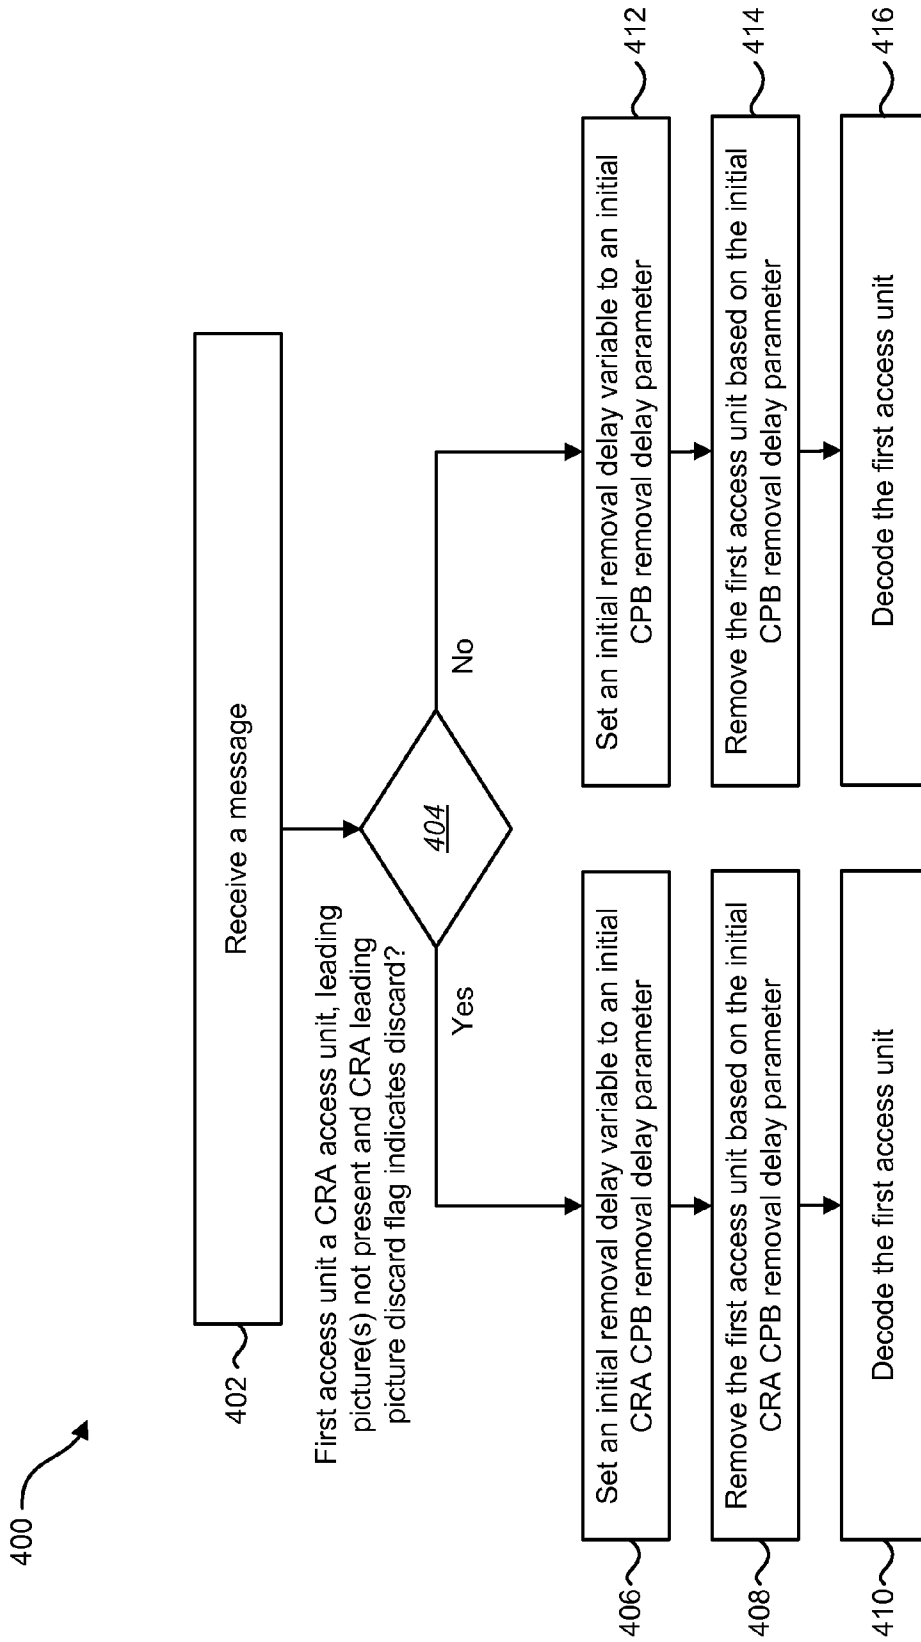 400
Receive a message
402
First access unit a CRA access unit, leading
picture(s) not present and CRA leading
picture discard flag indicates discard?
404
Yes
No
Set an initial removal delay variable to an initial
CRA CPB removal delay parameter
406
Remove the first access unit based on the initial
CRA CPB removal delay parameter
408
Decode the first access unit
410
Set an initial removal delay variable to an initial
CPB removal delay parameter
412
Remove the first access unit based on the initial
CPB removal delay parameter
414
Decode the first access unit
416